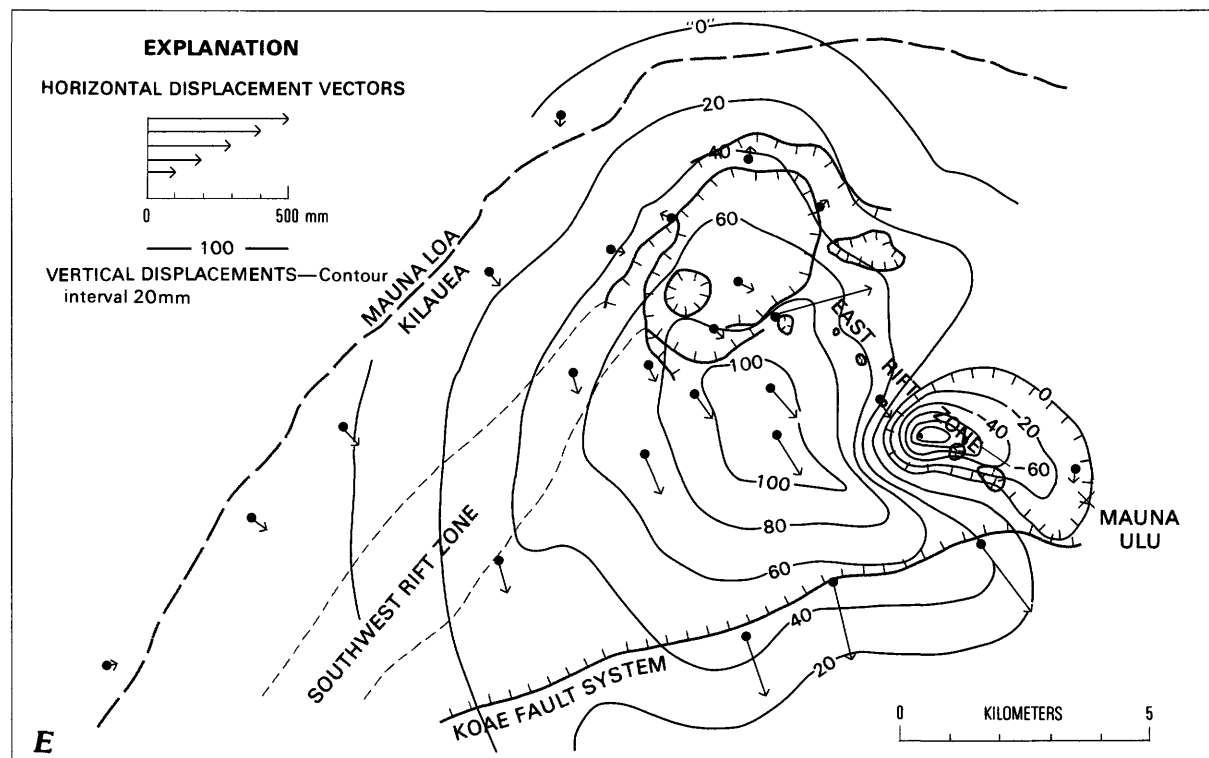 EXPLANATION
HORIZONTAL DISPLACEMENT VECTORS
0 500 mm
100
VERTICAL DISPLACEMENTS—Contour
interval 20mm
"0"
20
40
60
MAUNA LOA
KILAUEA
EAST RIFT ZONE
100
0
-20
-40
-60
100
80
60
40
20
MAUNA
ULU
SOUTHWEST RIFT ZONE
KOAE FAULT SYSTEM
0 KILOMETERS 5
E